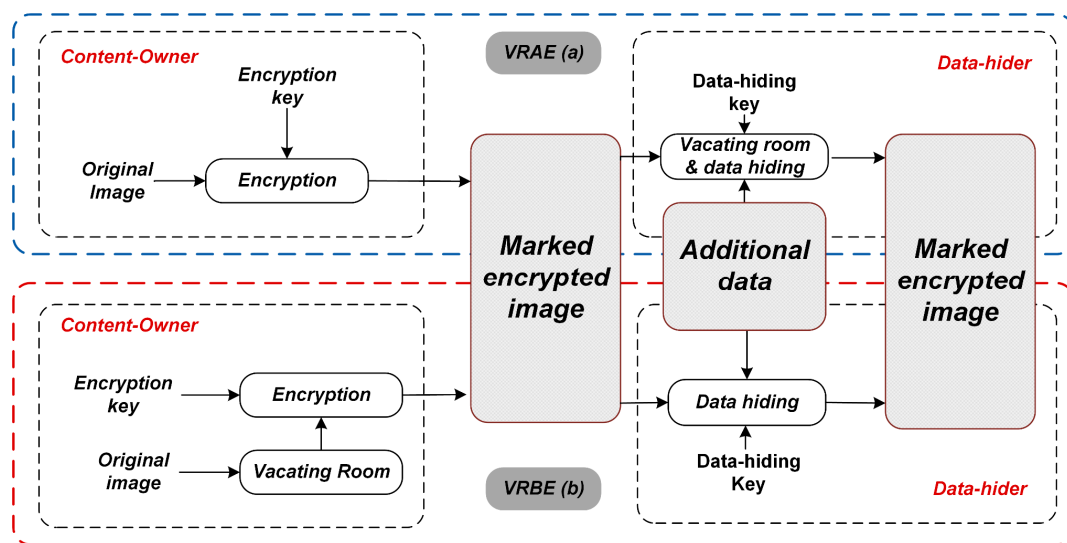 Content-Owner
VRAE (a)
Data-hider
Encryption
key
Data-hiding
key
Original
Image
Encryption
Vacating room
& data hiding
Marked
encrypted
image
Additional
data
Marked
encrypted
image
Content-Owner
Encryption
key
Encryption
Data hiding
Original
image
Vacating Room
VRBE (b)
Data-hiding
Key
Data-hider